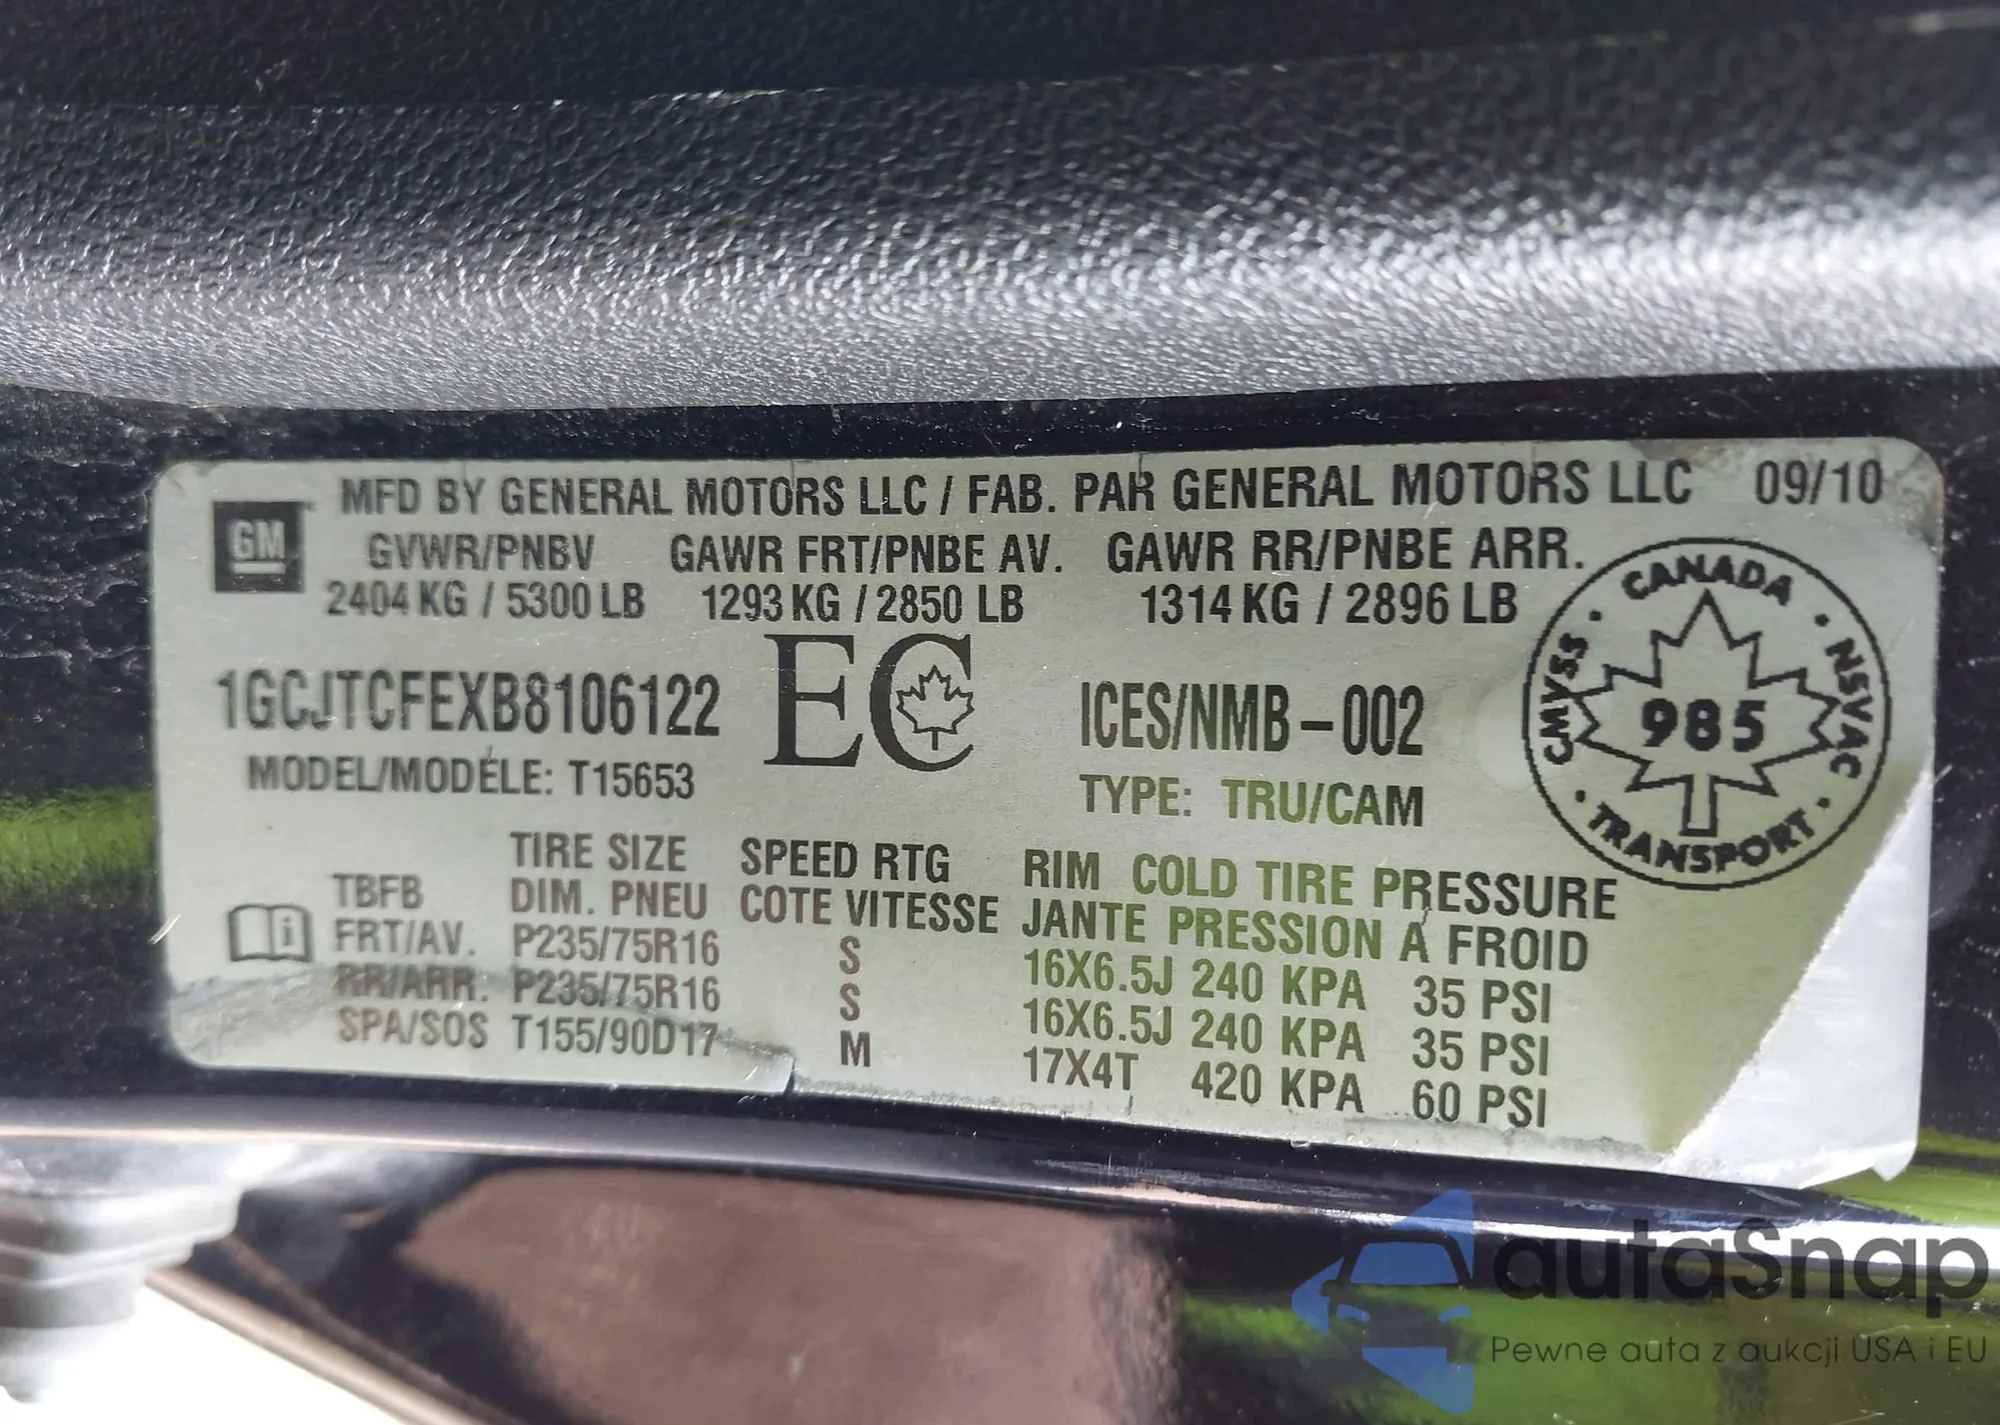 MFD BY GENERAL MOTORS LLC / FAB. PAR GENERAL MOTORS LLC 09/10
GM
GVWR/PNBV GAWR FRT/PNBE AV. GAWR RR/PNBE ARR.
2404 KG / 5300 LB 1293 KG / 2850 LB 1314 KG / 2896 LB
1GCJTCFEXB8106122 EC ICES/NMB-002
MODEL/MODÉLE: T15653 TYPE: TRU/CAM
CANADA · NSVAC · TRANSPORT · CMVSS ·
985
TIRE SIZE SPEED RTG RIM COLD TIRE PRESSURE
TBFB DIM. PNEU COTE VITESSE JANTE PRESSION A FROID
FRT/AV. P235/75R16 S 16X6.5J 240 KPA 35 PSI
RR/ARR. P235/75R16 S 16X6.5J 240 KPA 35 PSI
SPA/SOS T155/90D17 M 17X4T 420 KPA 60 PSI
autaSnap
Pewne auta z aukcji USA i EU